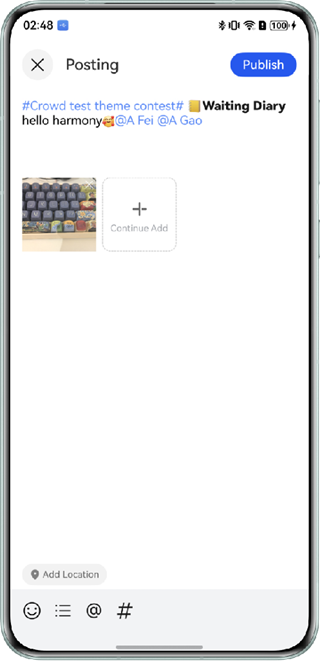 02:48
100
Posting
Publish
#Crowd test theme contest# 📒Waiting Diary
hello harmony🥰@A Fei @A Gao
Continue Add
Add Location